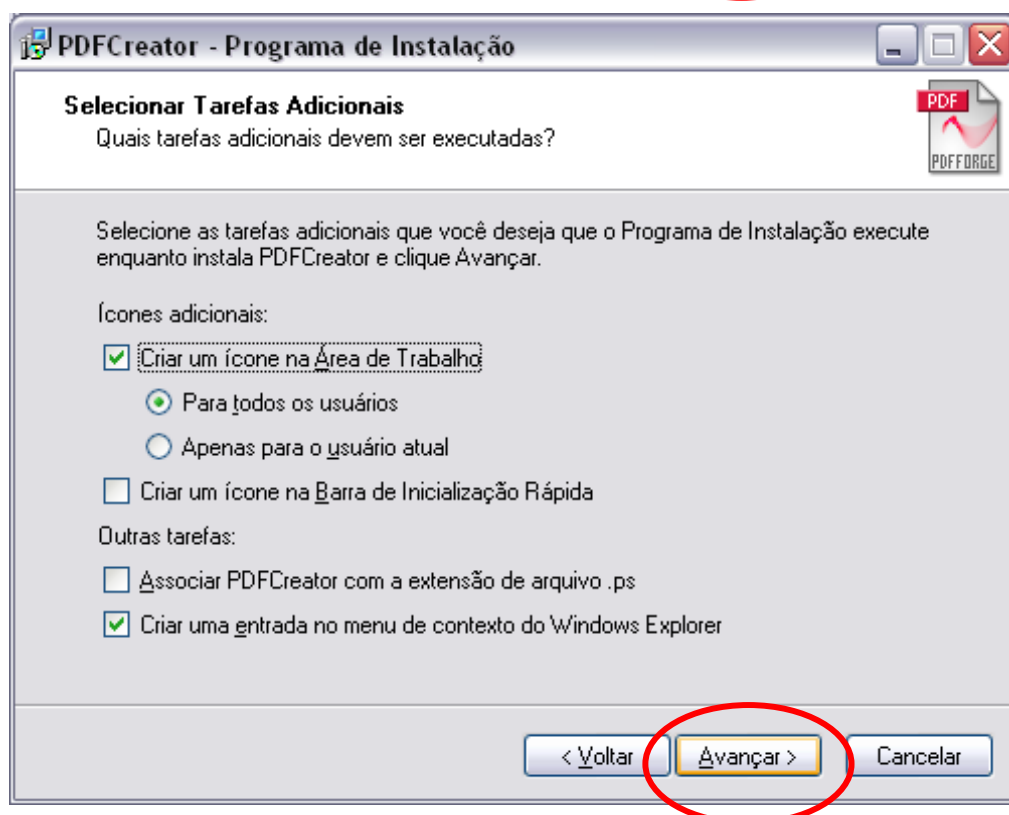 PDFCreator - Programa de Instalação
Selecionar Tarefas Adicionais
Quais tarefas adicionais devem ser executadas?
PDF
PDFFORGE
Selecione as tarefas adicionais que você deseja que o Programa de Instalação execute
enquanto instala PDFCreator e clique Avançar.
Ícones adicionais:
Criar um ícone na Área de Trabalho
Para todos os usuários
Apenas para o usuário atual
Criar um ícone na Barra de Inicialização Rápida
Outras tarefas:
Associar PDFCreator com a extensão de arquivo .ps
Criar uma entrada no menu de contexto do Windows Explorer
< Voltar Avançar > Cancelar